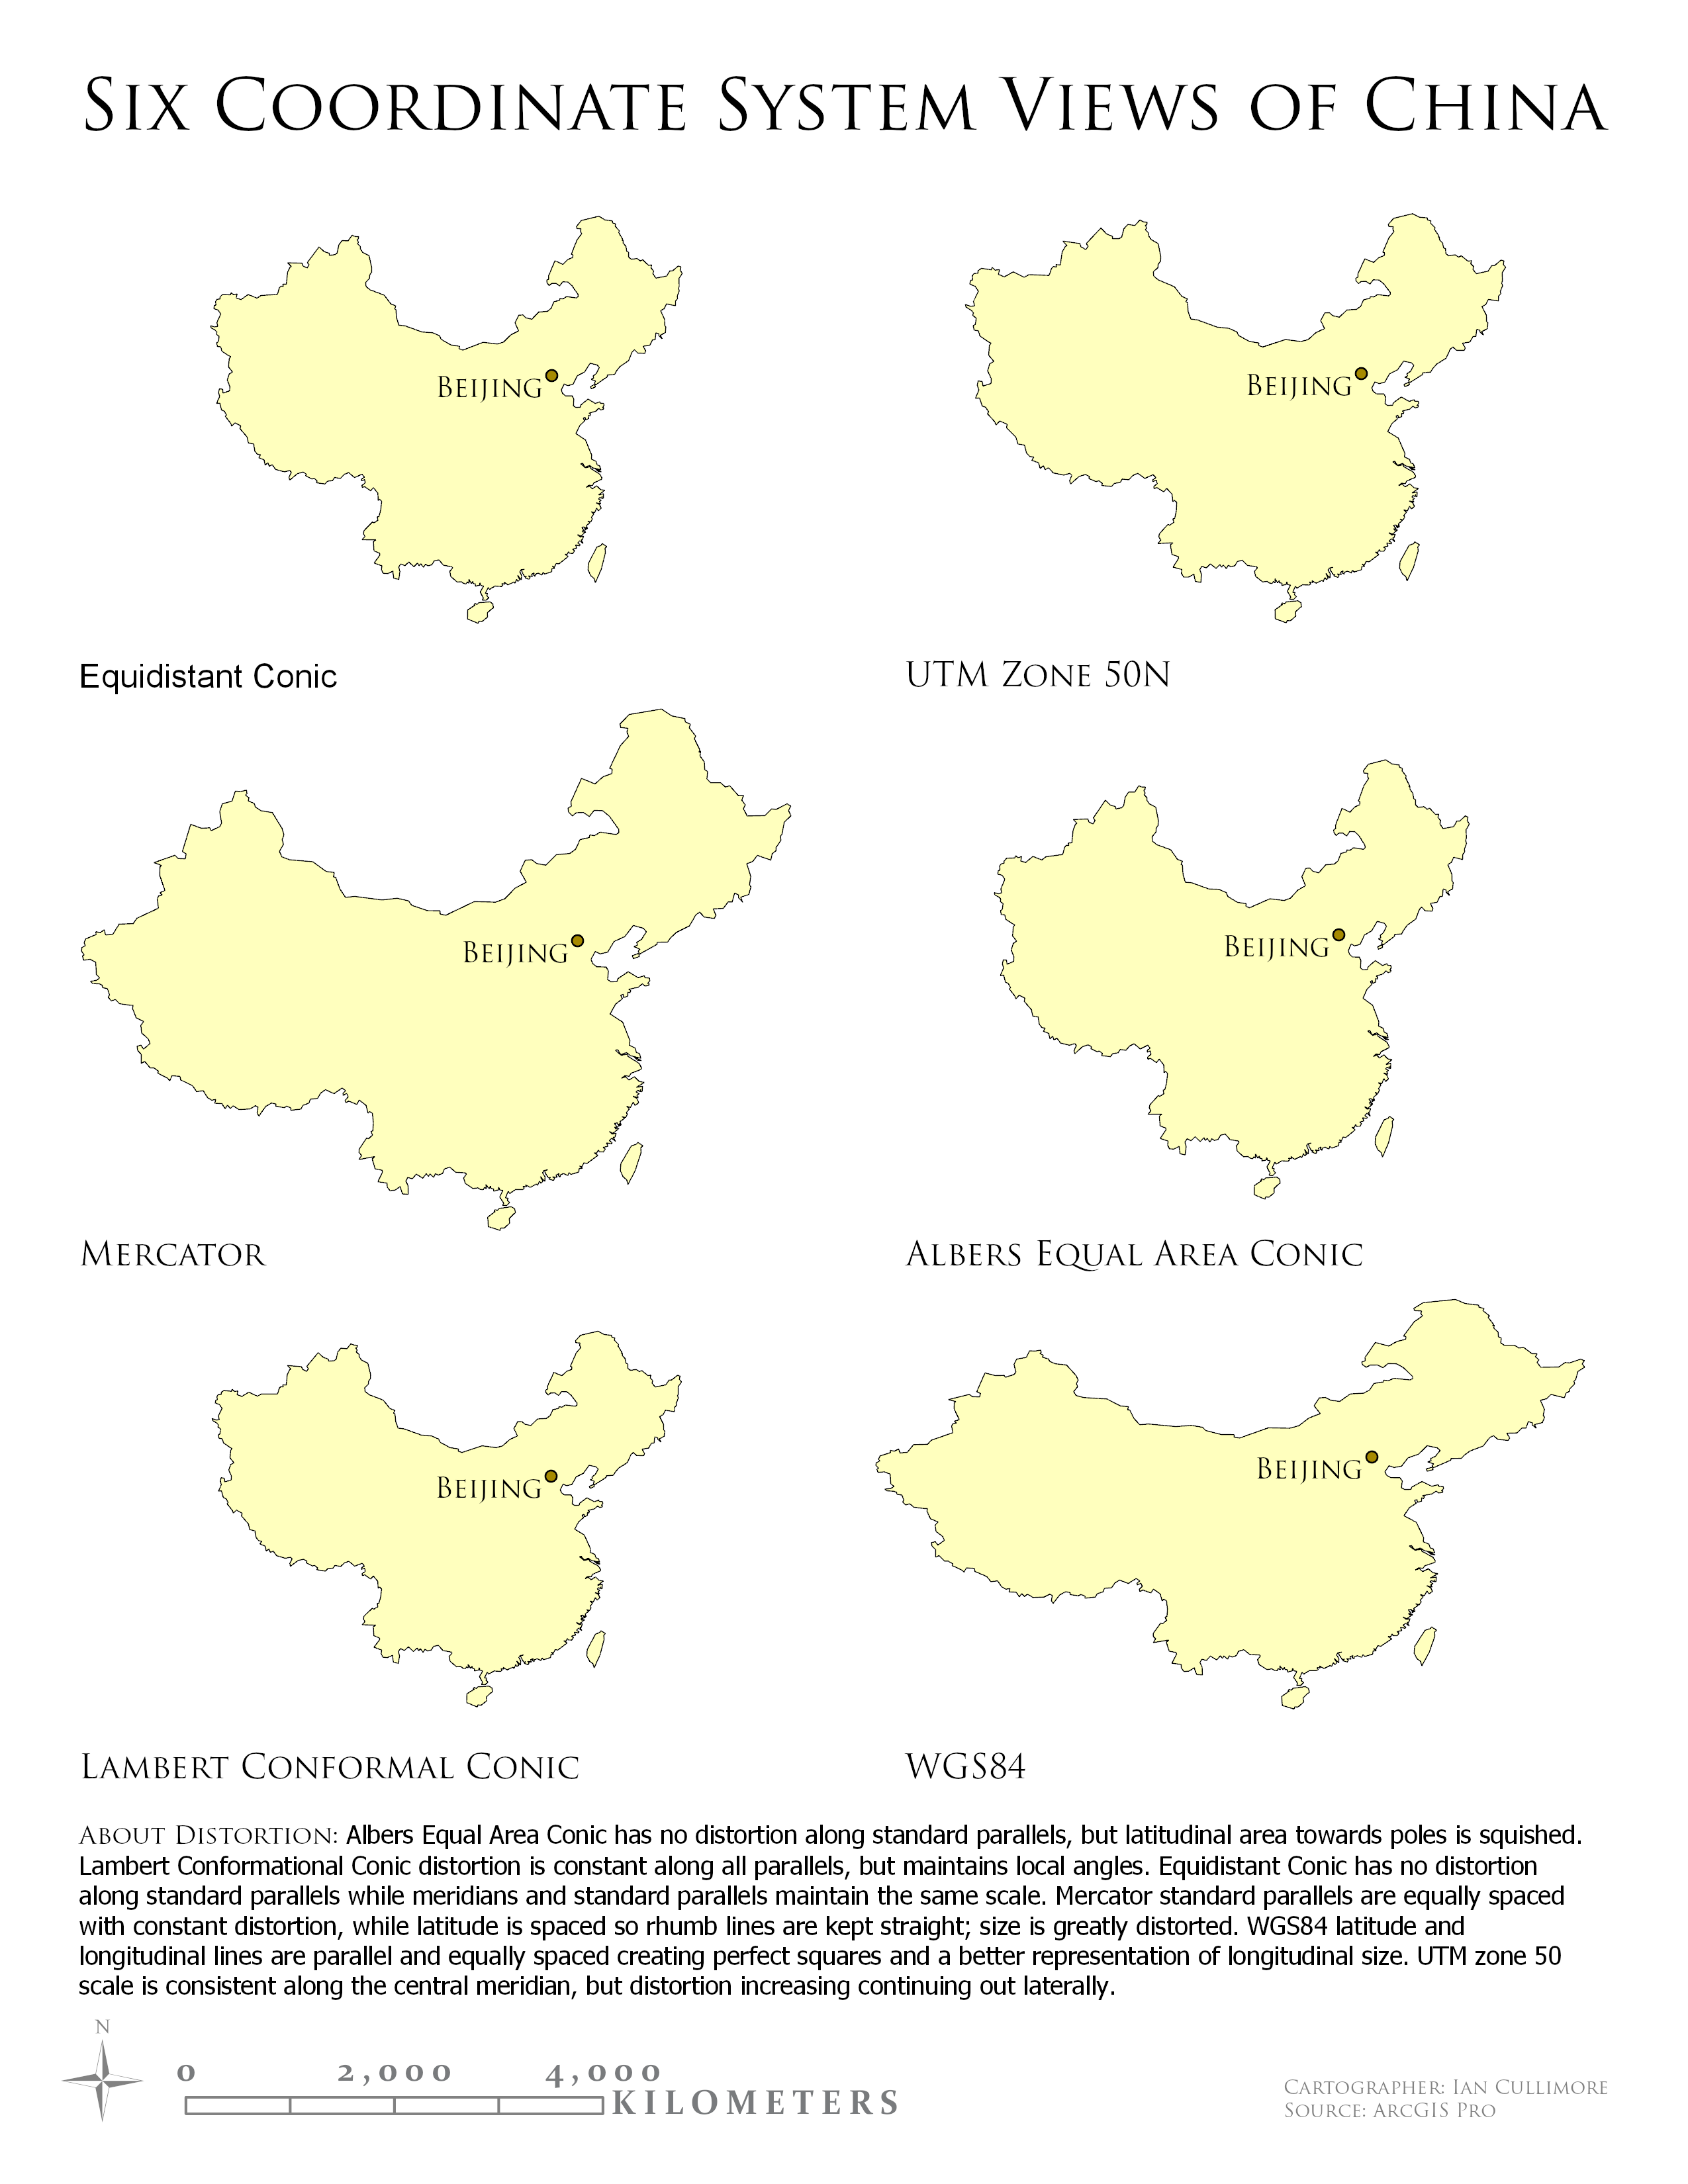 Six Coordinate System Views of China
Beijing
Beijing
Equidistant Conic
UTM Zone 50N
Beijing
Beijing
Mercator
Albers Equal Area Conic
Beijing
Beijing
Lambert Conformal Conic
WGS84
About Distortion: Albers Equal Area Conic has no distortion along standard parallels, but latitudinal area towards poles is squished.
Lambert Conformational Conic distortion is constant along all parallels, but maintains local angles. Equidistant Conic has no distortion
along standard parallels while meridians and standard parallels maintain the same scale. Mercator standard parallels are equally spaced
with constant distortion, while latitude is spaced so rhumb lines are kept straight; size is greatly distorted. WGS84 latitude and
longitudinal lines are parallel and equally spaced creating perfect squares and a better representation of longitudinal size. UTM zone 50
scale is consistent along the central meridian, but distortion increasing continuing out laterally.
N
0 2,000 4,000
Kilometers
Cartographer: Ian Cullimore
Source: ArcGIS Pro